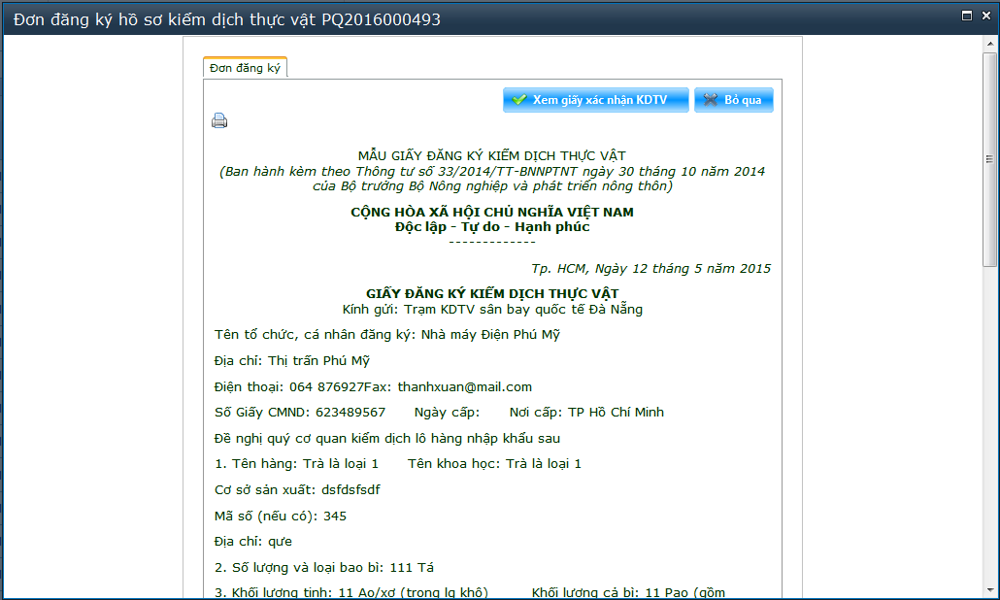 Đơn đăng ký hồ sơ kiểm dịch thực vật PQ2016000493
Đơn đăng ký
Xem giấy xác nhận KDTV Bỏ qua
MẪU GIẤY ĐĂNG KÝ KIỂM DỊCH THỰC VẬT
(Ban hành kèm theo Thông tư số 33/2014/TT-BNNPTNT ngày 30 tháng 10 năm 2014
của Bộ trưởng Bộ Nông nghiệp và phát triển nông thôn)
CỘNG HÒA XÃ HỘI CHỦ NGHĨA VIỆT NAM
Độc lập - Tự do - Hạnh phúc
-------------
Tp. HCM, Ngày 12 tháng 5 năm 2015
GIẤY ĐĂNG KÝ KIỂM DỊCH THỰC VẬT
Kính gửi: Trạm KDTV sân bay quốc tế Đà Nẵng
Tên tổ chức, cá nhân đăng ký: Nhà máy Điện Phú Mỹ
Địa chỉ: Thị trấn Phú Mỹ
Điện thoại: 064 876927Fax: thanhxuan@mail.com
Số Giấy CMND: 623489567 Ngày cấp: Nơi cấp: TP Hồ Chí Minh
Đề nghị quý cơ quan kiểm dịch lô hàng nhập khẩu sau
1. Tên hàng: Trà là loại 1 Tên khoa học: Trà là loại 1
Cơ sở sản xuất: dsfdsfsdf
Mã số (nếu có): 345
Địa chỉ: qưe
2. Số lượng và loại bao bì: 111 Tá
3. Khối lượng tịnh: 11 Ao/xơ (trong lg khô) Khối lượng cả bì: 11 Pao (gồm